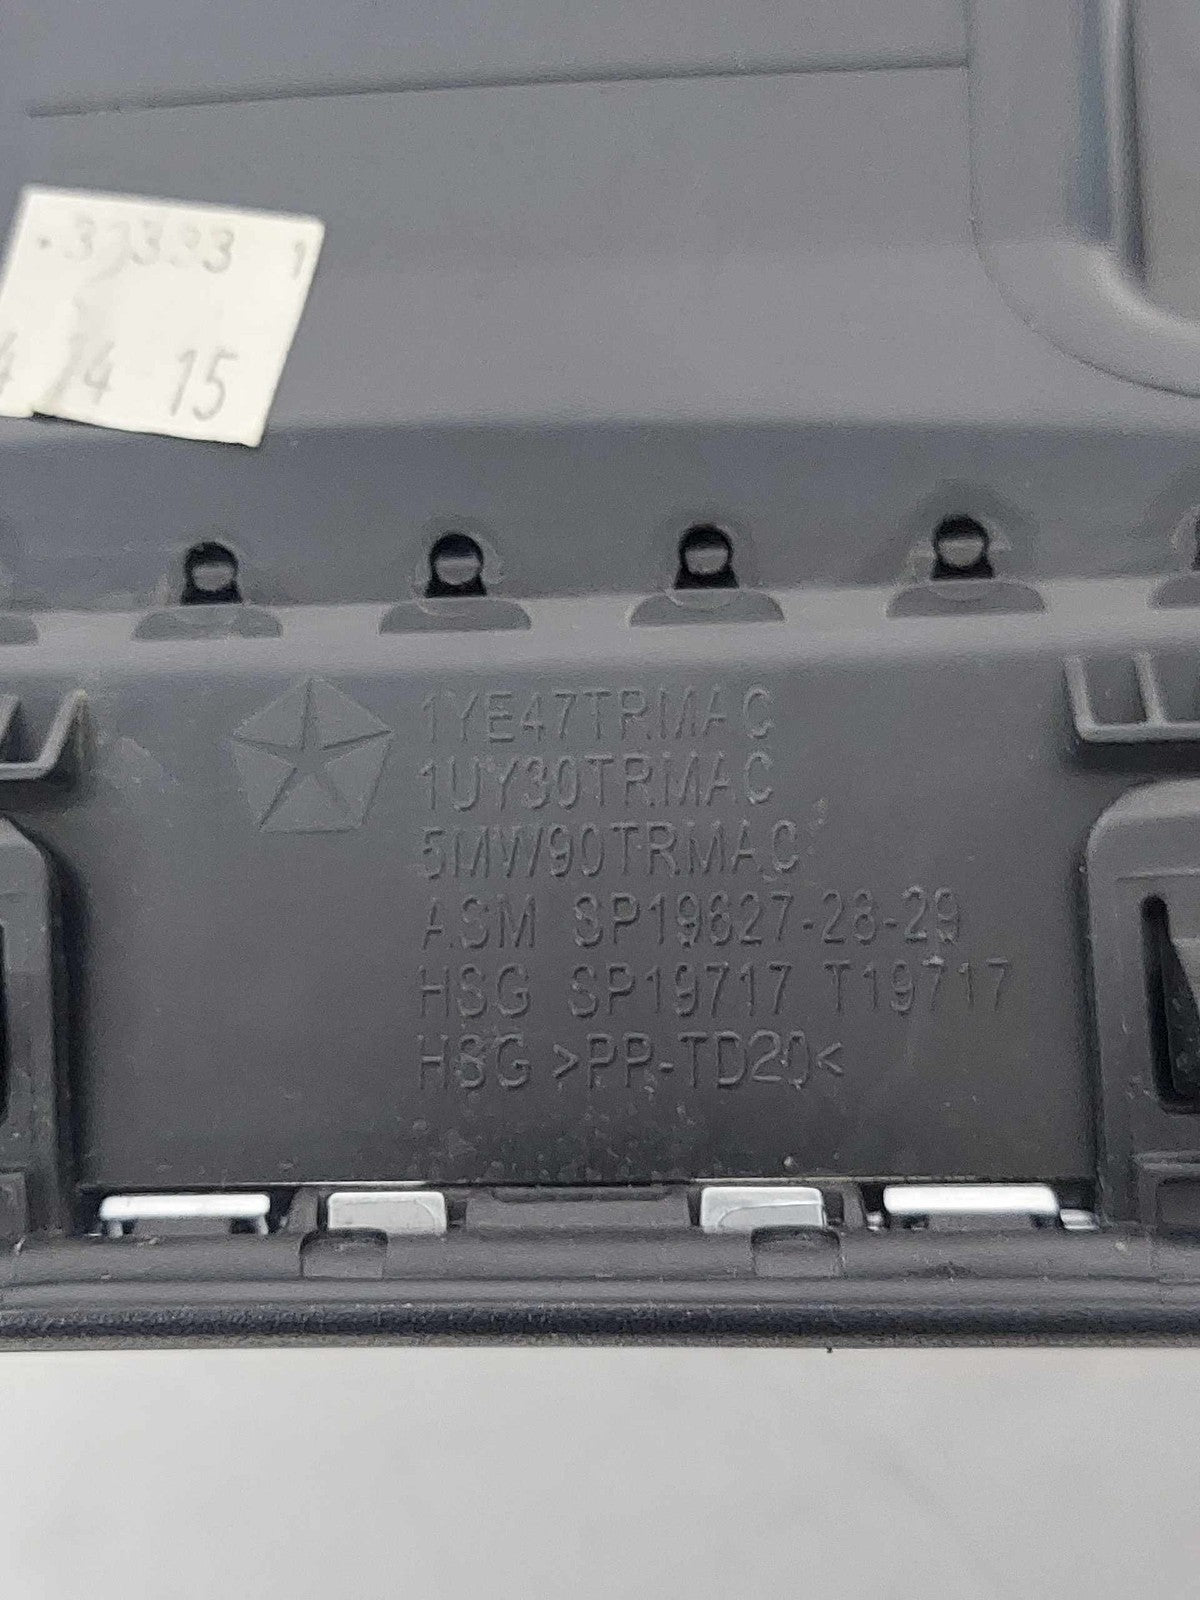 15
1YE47TRMAC
1UY30TRMAC
5MW90TRMAC
ASM SP19627-28-29
HSG SP19717 T19717
HSG >PP-TD20<